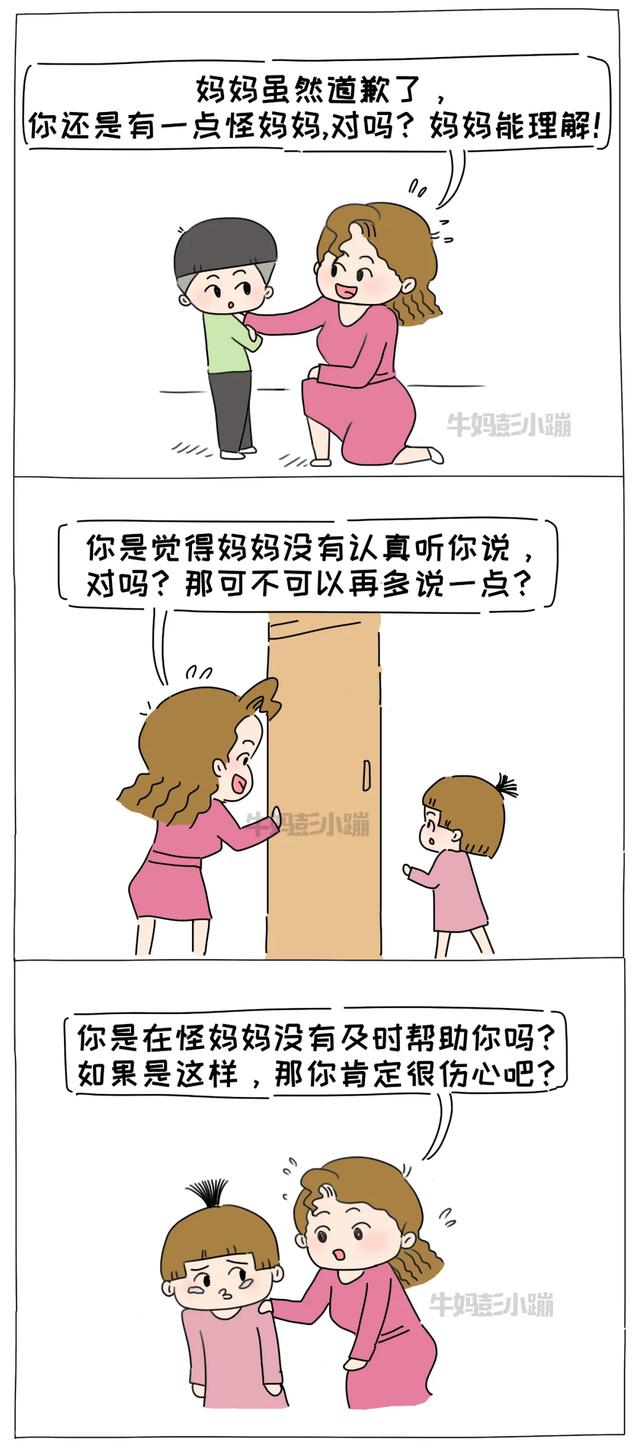 妈妈虽然道歉了，
你还是有一点怪妈妈,对吗？妈妈能理解!
牛妈彭小蹦
你是觉得妈妈没有认真听你说，
对吗？那可不可以再多说一点？
牛妈彭小蹦
你是在怪妈妈没有及时帮助你吗？
如果是这样，那你肯定很伤心吧？
牛妈彭小蹦